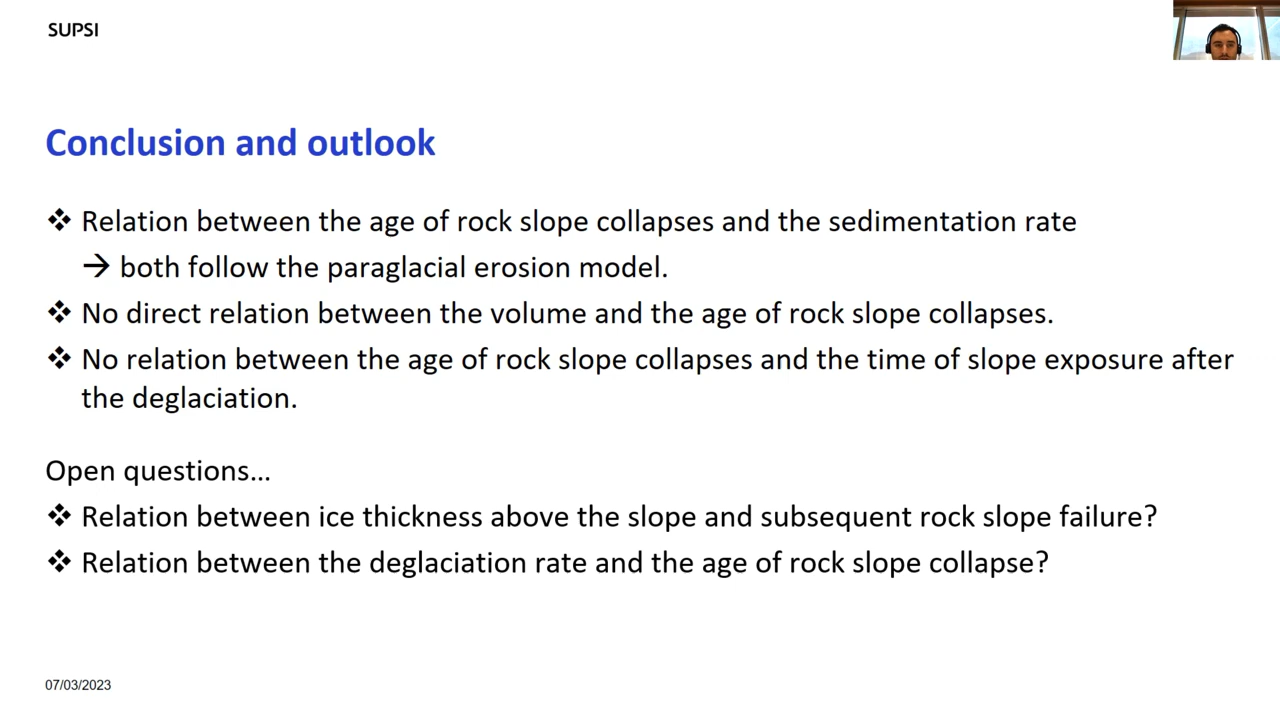 SUPSI
Conclusion and outlook
❖ Relation between the age of rock slope collapses and the sedimentation rate
→ both follow the paraglacial erosion model.
❖ No direct relation between the volume and the age of rock slope collapses.
❖ No relation between the age of rock slope collapses and the time of slope exposure after
the deglaciation.
Open questions...
❖ Relation between ice thickness above the slope and subsequent rock slope failure?
❖ Relation between the deglaciation rate and the age of rock slope collapse?
07/03/2023